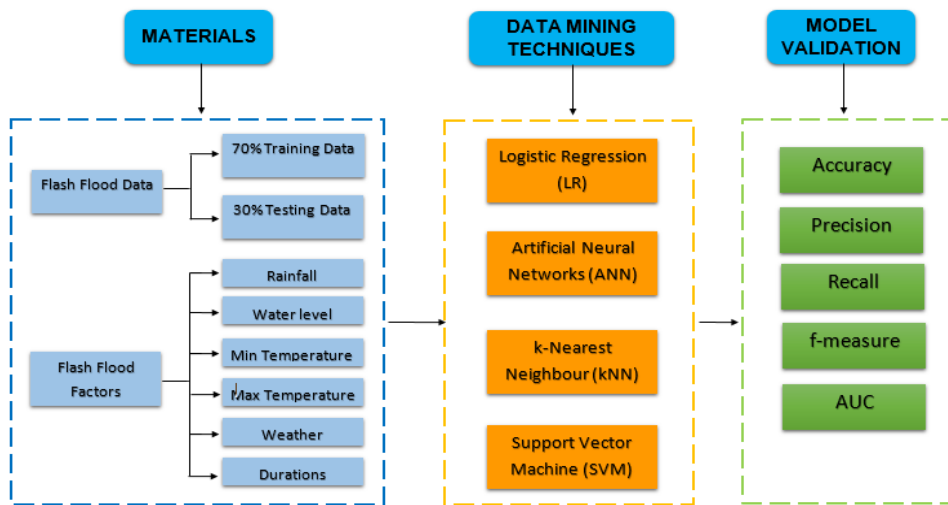 MATERIALS
Flash Flood Data
70% Training Data
30% Testing Data
Flash Flood
Factors
Rainfall
Water level
Min Temperature
Max Temperature
Weather
Durations
DATA MINING
TECHNIQUES
Logistic Regression
(LR)
Artificial Neural
Networks (ANN)
k-Nearest
Neighbour (kNN)
Support Vector
Machine (SVM)
MODEL
VALIDATION
Accuracy
Precision
Recall
f-measure
AUC